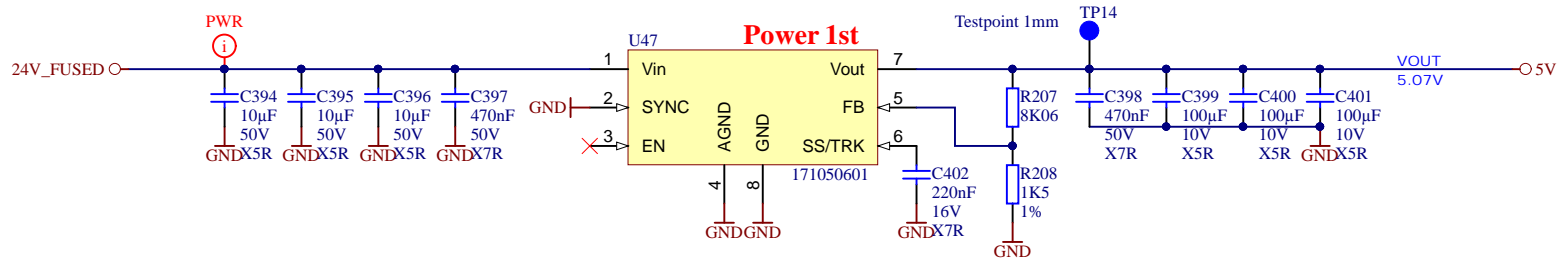 PWR
i
24V_FUSED
C394
10µF
50V
X5R
GND
C395
10µF
50V
X5R
GND
C396
10µF
50V
X5R
GND
C397
470nF
50V
X7R
GND
U47
Power 1st
1
Vin
GND
2
SYNC
3
EN
AGND
4
GND
8
GND
GND
Vout
7
FB
5
SS/TRK
6
171050601
C402
220nF
16V
X7R
GND
R207
8K06
R208
1K5
1%
GND
Testpoint 1mm
TP14
C398
470nF
50V
X7R
C399
100µF
10V
X5R
C400
100µF
10V
X5R
C401
100µF
10V
X5R
GND
VOUT
5.07V
5V